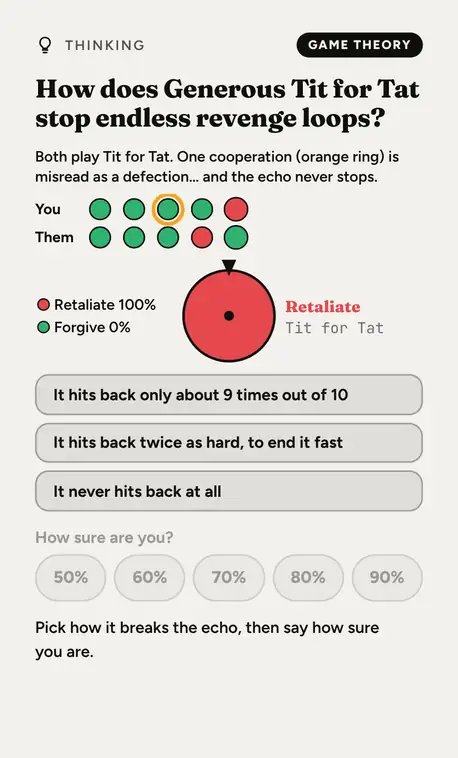 THINKING
GAME THEORY
How does Generous Tit for Tat
stop endless revenge loops?
Both play Tit for Tat. One cooperation (orange ring) is
misread as a defection... and the echo never stops.
You
Them
Retaliate 100%
Forgive 0%
Retaliate
Tit for Tat
It hits back only about 9 times out of 10
It hits back twice as hard, to end it fast
It never hits back at all
How sure are you?
50%
60%
70%
80%
90%
Pick how it breaks the echo, then say how sure
you are.